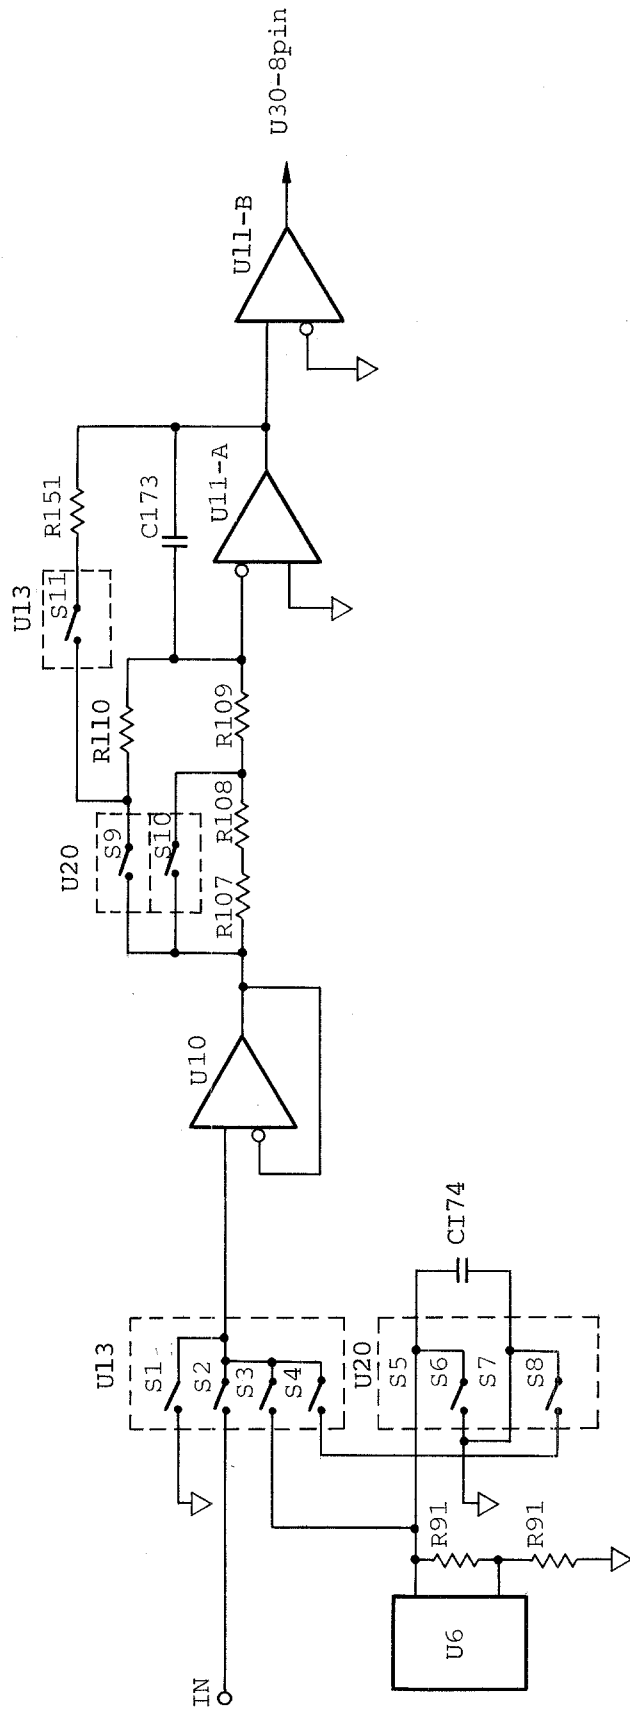 IN
U13
S1
S2
S3
S4
U6
R91
R91
U20
S5
S6
S7
S8
C174
U10
U20
S9
S10
R107
R108
R109
R110
U13
S11
R151
C173
U11-A
U11-B
U30-8pin